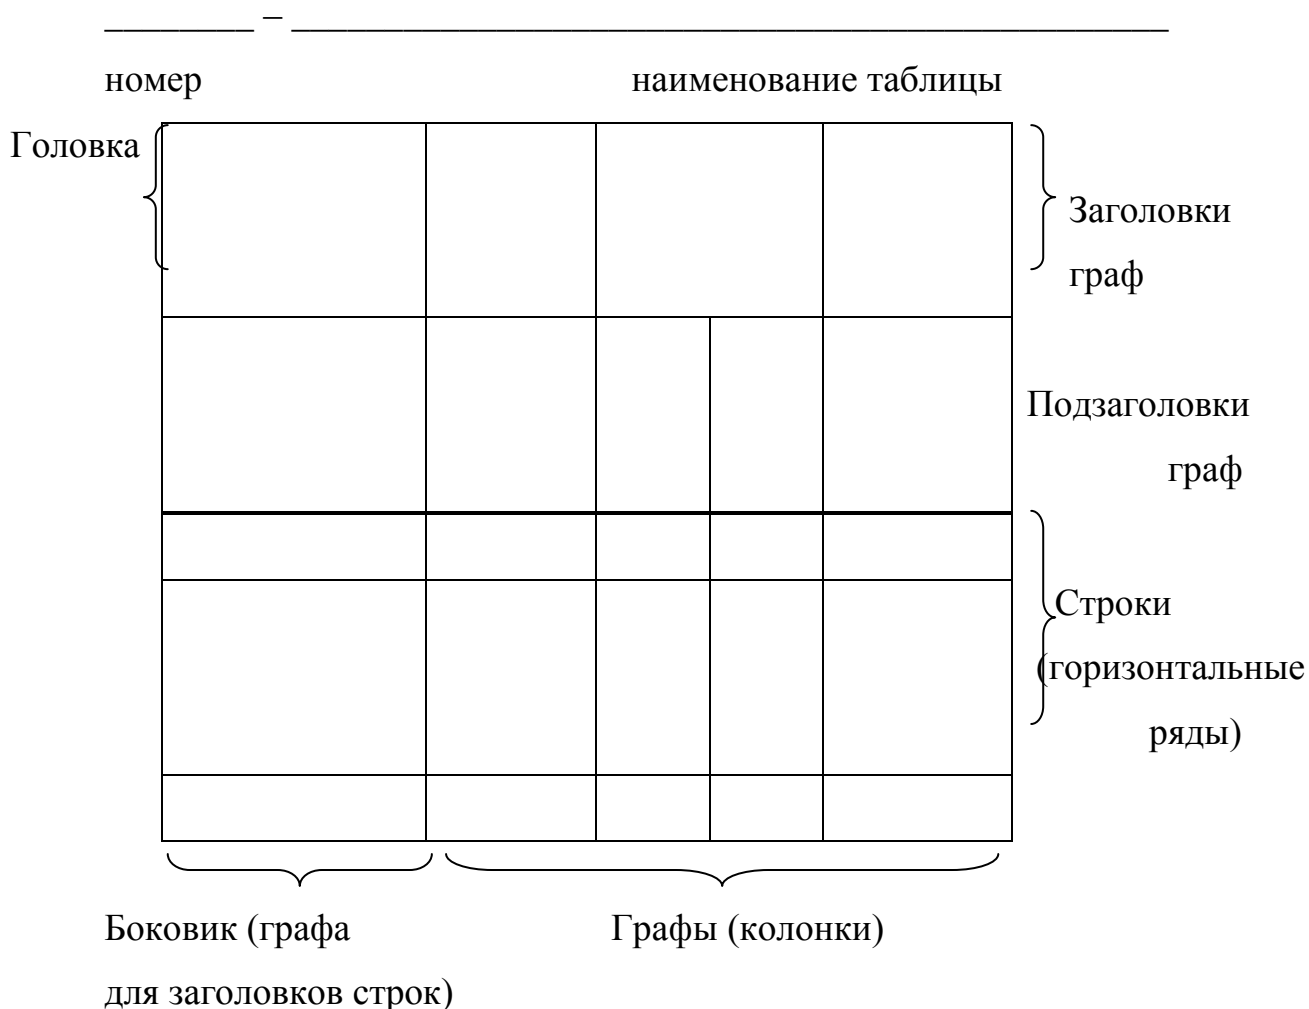 ________ – _______________________________________________
номер наименование таблицы
Головка
Заголовки
граф
Подзаголовки
граф
Строки
(горизонтальные
ряды)
Боковик (графа
для заголовков строк)
Графы (колонки)